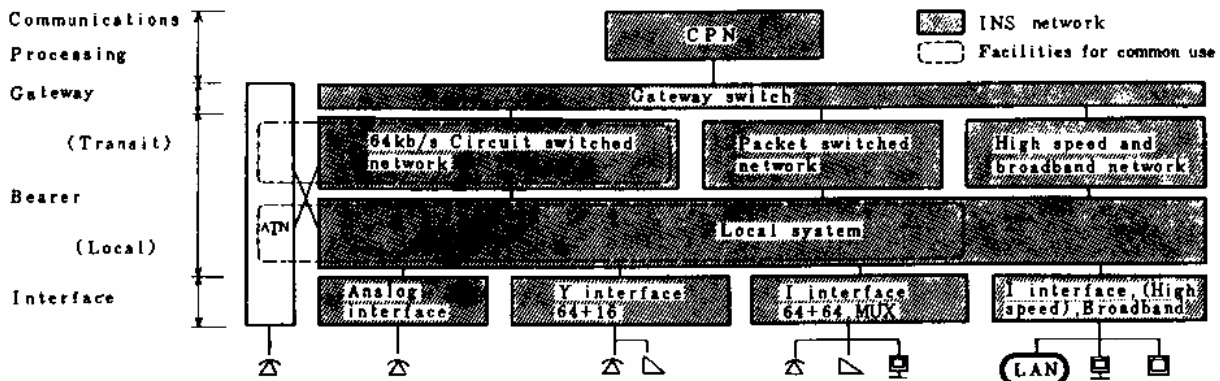 Communications
Processing
Gateway
(Transit)
Bearer
(Local)
Interface
CPN
INS network
Facilities for common use
Gateway switch
64kb/s Circuit switched
network
Packet switched
network
High speed and
broadband network
ATN
Local system
Analog
interface
Y interface
64+16
I interface
64+64, MUX
I interface, (High
speed), Broadband
LAN